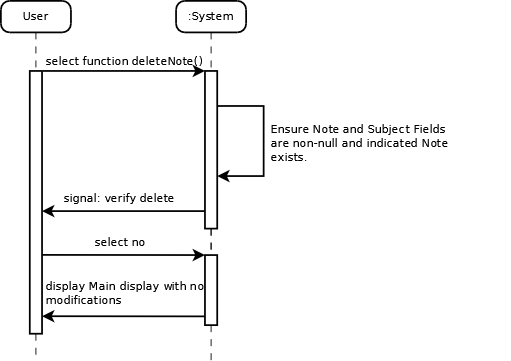 User
:System
select function deleteNote()
Ensure Note and Subject Fields
are non-null and indicated Note
exists.
signal: verify delete
select no
display Main display with no
modifications